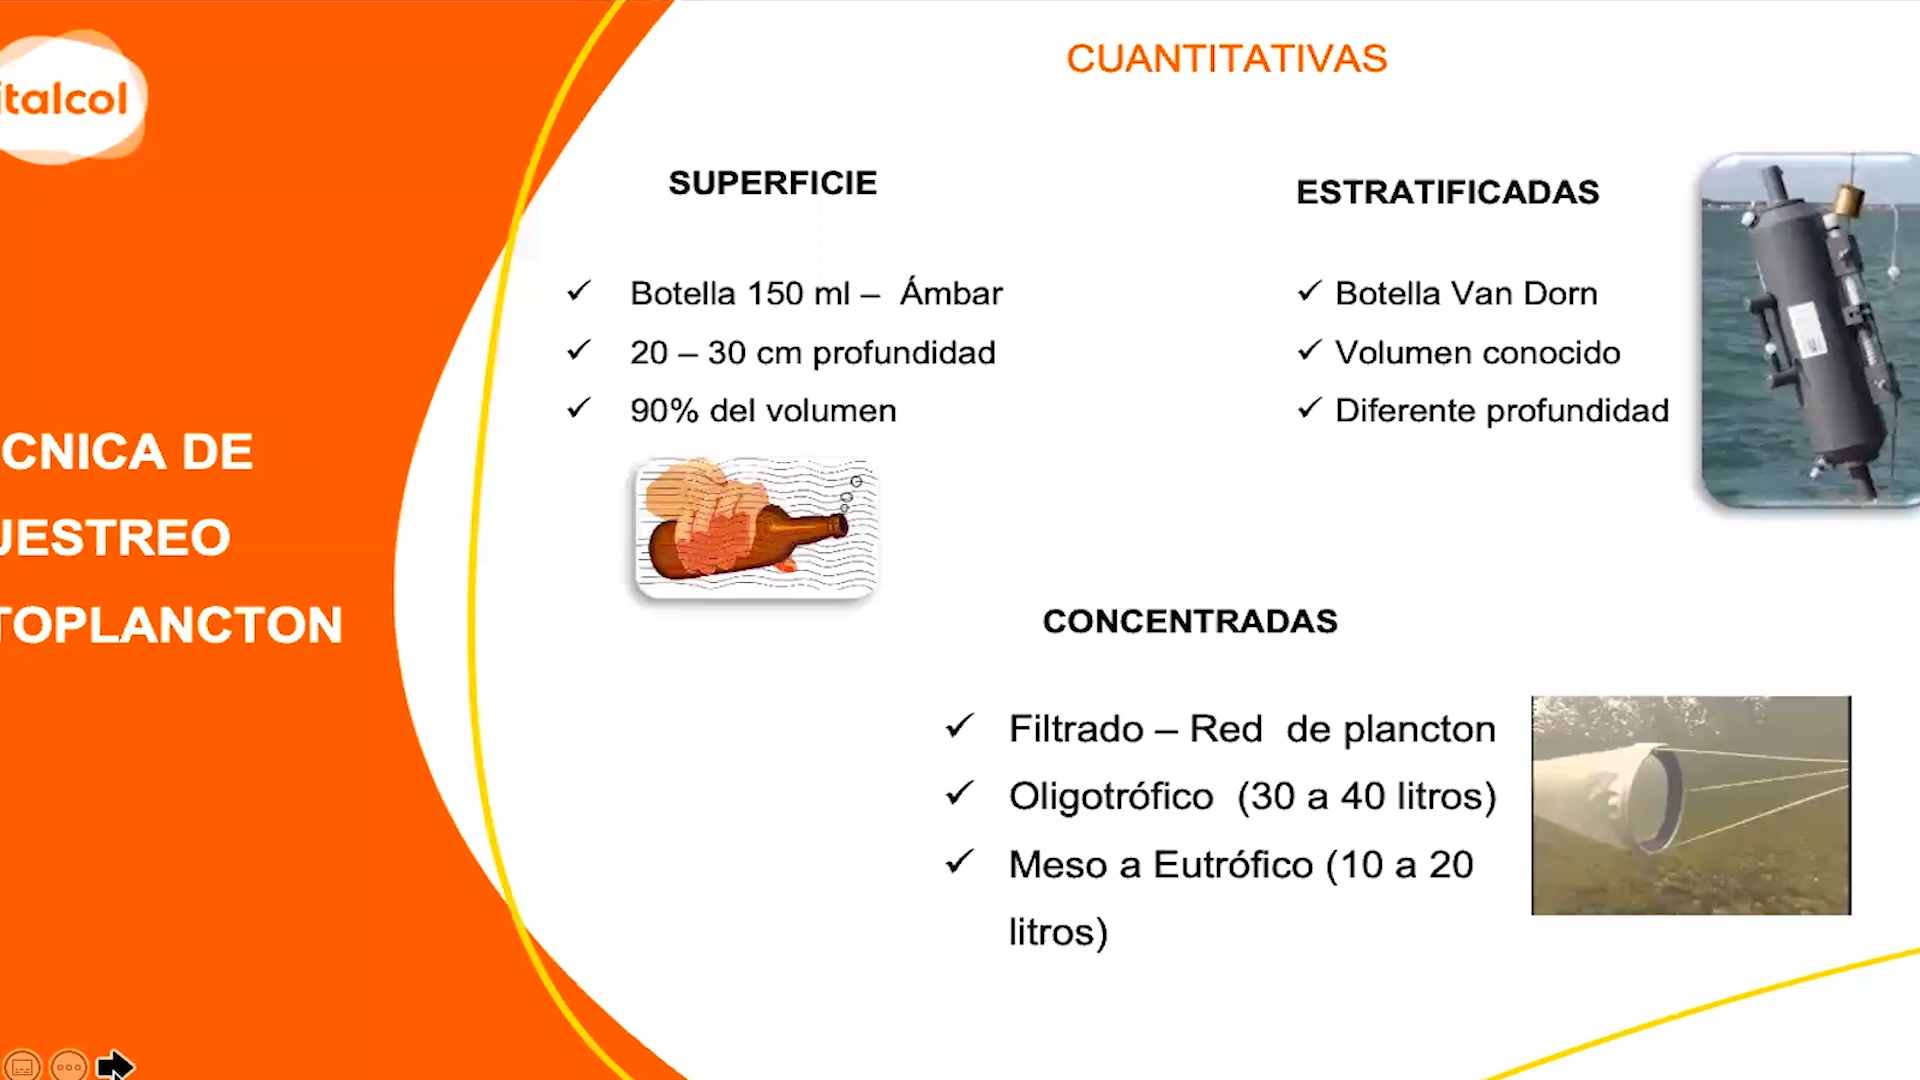 italcol
CNICA DE
UESTREO
TOPLANCTON
CUANTITATIVAS
SUPERFICIE
✓ Botella 150 ml – Ámbar
✓ 20 – 30 cm profundidad
✓ 90% del volumen
ESTRATIFICADAS
✓ Botella Van Dorn
✓ Volumen conocido
✓ Diferente profundidad
CONCENTRADAS
✓ Filtrado – Red de plancton
✓ Oligotrófico (30 a 40 litros)
✓ Meso a Eutrófico (10 a 20
litros)